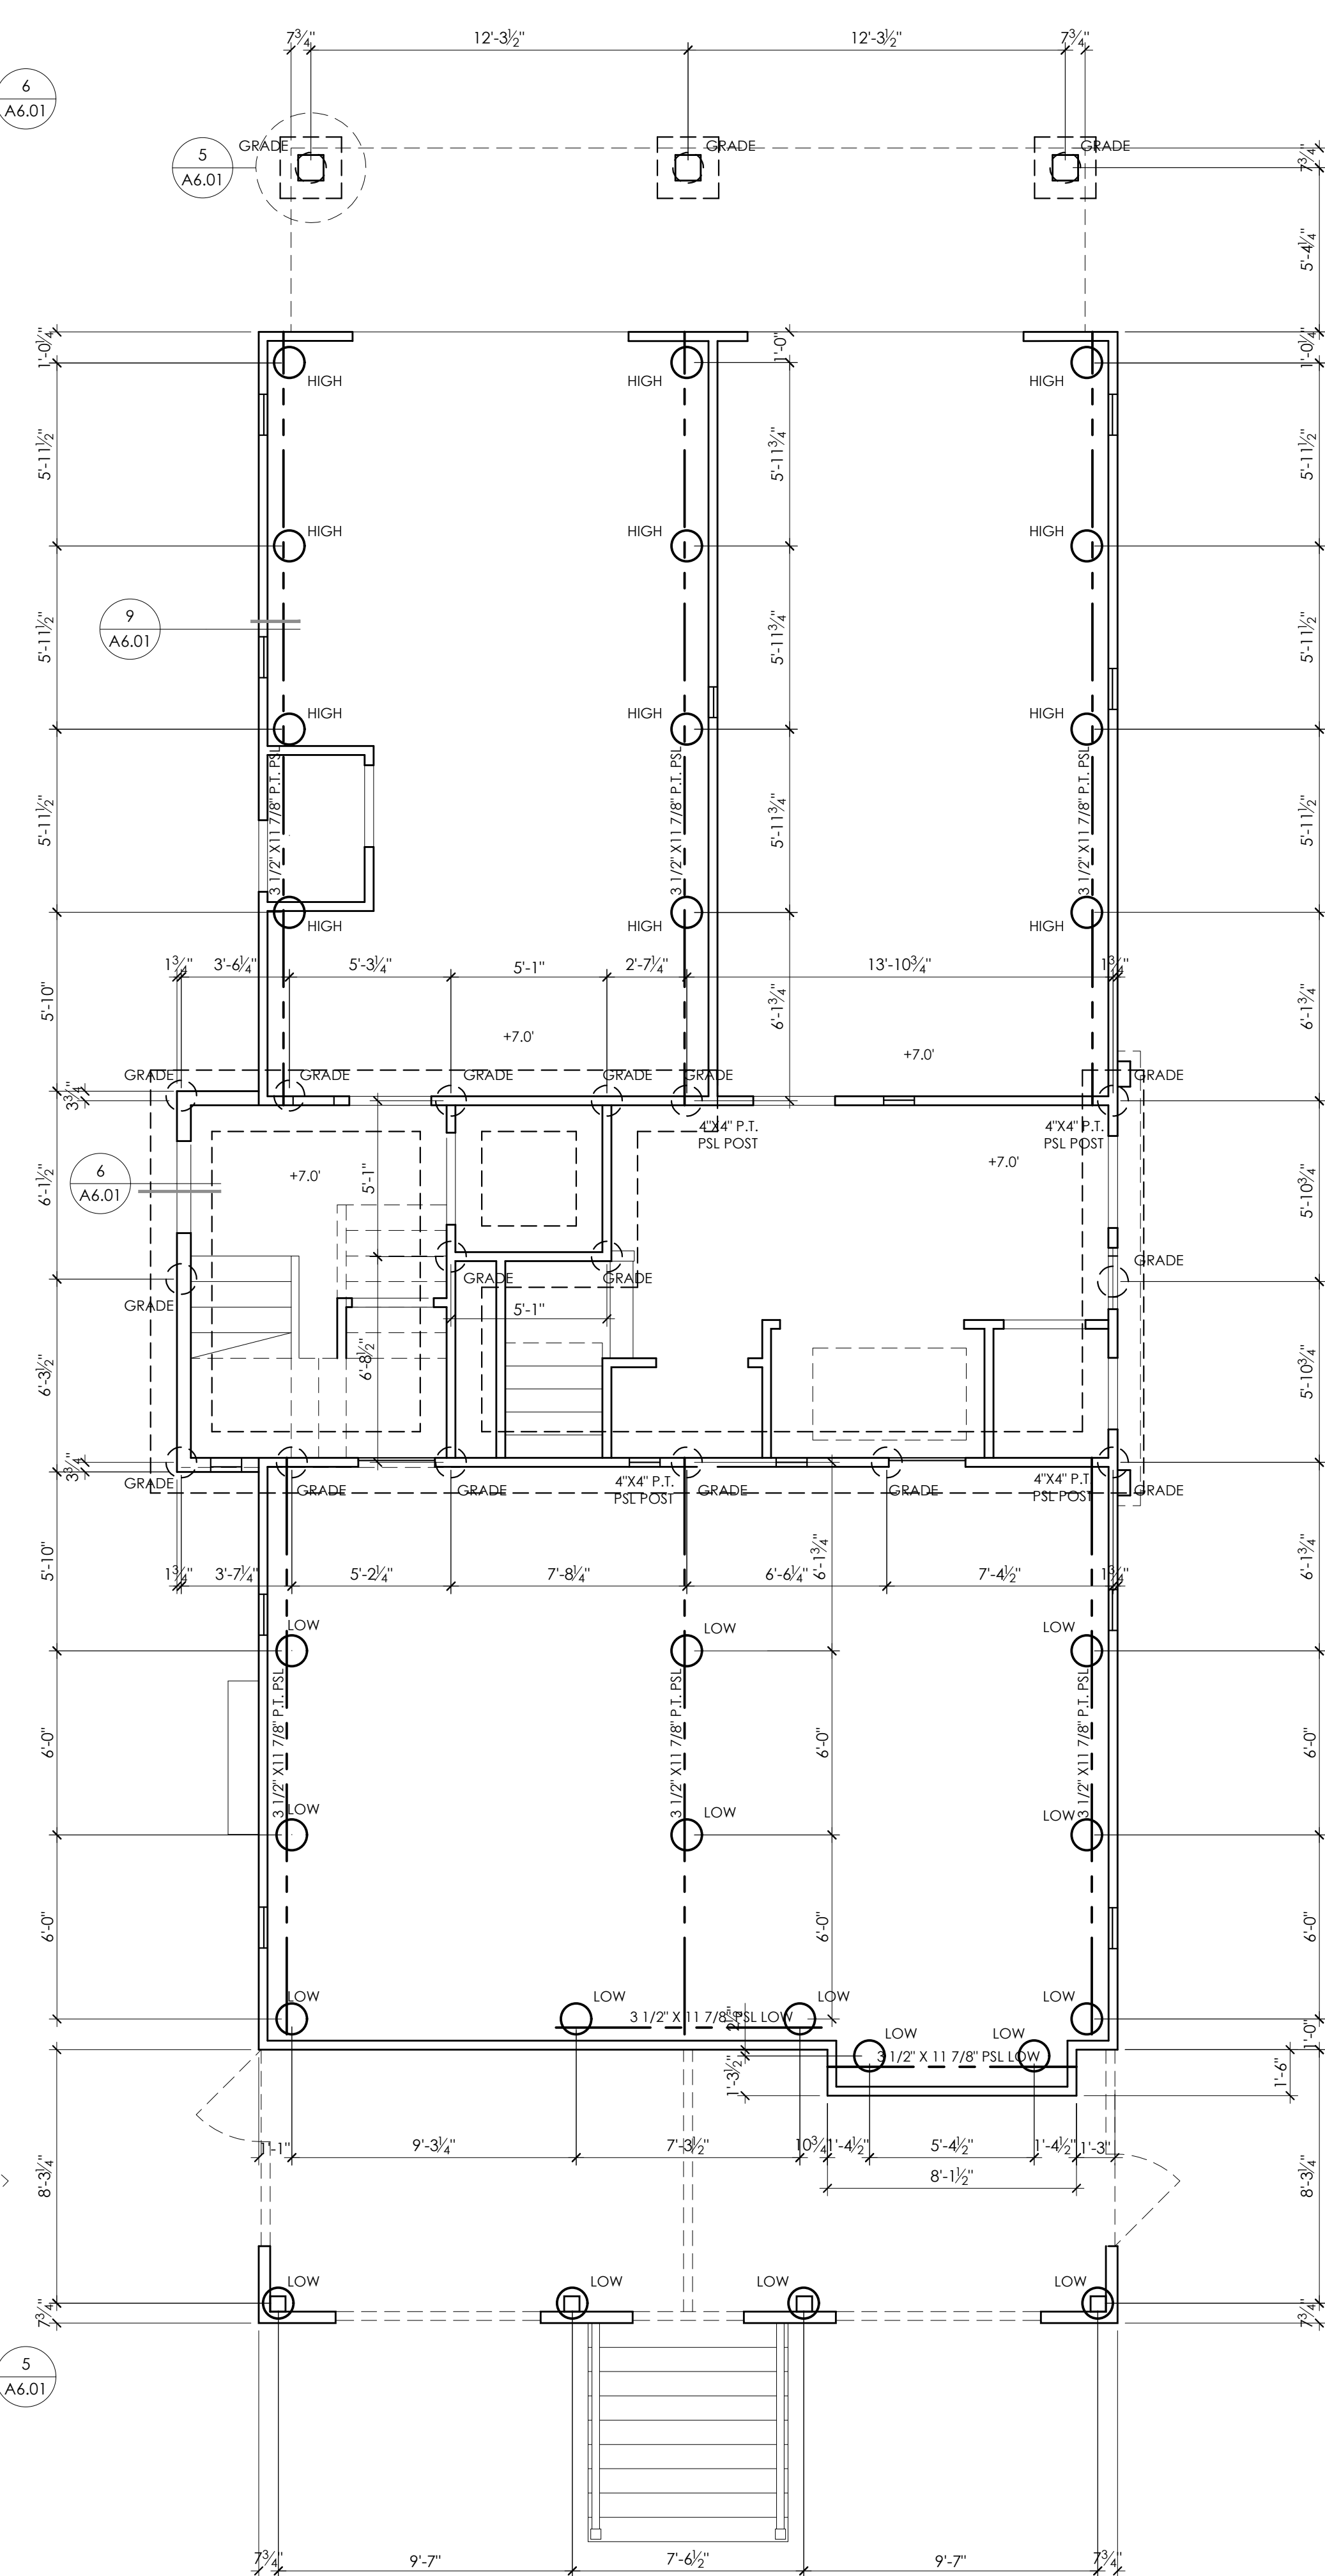 7¾" 12'-3½" 12'-3½" 7¾"
6
A6.01
GRADE GRADE GRADE
5
A6.01
7¾"
5'-4¼"
1'-0¼" 1'-0" 1'-0¼"
HIGH HIGH HIGH
5'-11½" 5'-11¾" 5'-11½"
HIGH HIGH HIGH
9
A6.01
5'-11½" 5'-11¾" 5'-11½"
HIGH HIGH HIGH
3 1/2" X11 7/8" P.T. PSL
3 1/2" X11 7/8" P.T. PSL
3 1/2" X11 7/8" P.T. PSL
5'-11½" 5'-11¾" 5'-11½"
HIGH HIGH HIGH
1¾" 3'-6¼" 5'-3¼" 5'-1" 2'-7¼" 13'-10¾" 1¾"
5'-10" 6'-1¾" 6'-1¾"
+7.0' +7.0'
GRADE GRADE GRADE GRADE GRADE GRADE
3¾"
4"X4" P.T.
PSL POST
4"X4" P.T.
PSL POST
+7.0' +7.0'
6
A6.01
6'-1½" 5'-1" 5'-10¾"
GRADE GRADE GRADE GRADE
5'-1"
6'-3½" 6'-8½" 5'-10¾"
3¾"
GRADE GRADE GRADE GRADE GRADE GRADE
4"X4" P.T.
PSL POST
4"X4" P.T.
PSL POST
5'-10" 6'-1¾" 6'-1¾"
1¾" 3'-7¼" 5'-2¼" 7'-8¼" 6'-6¼" 7'-4½" 1¾"
LOW LOW LOW
3 1/2" X11 7/8" P.T. PSL
3 1/2" X11 7/8" P.T. PSL
3 1/2" X11 7/8" P.T. PSL
6'-0" 6'-0" 6'-0"
LOW LOW LOW
6'-0" 6'-0" 6'-0"
LOW LOW LOW LOW
3 1/2" X 11 7/8" PSL LOW
LOW LOW
3 1/2" X 11 7/8" PSL LOW
1'-0"
1'-3½" 1'-6"
1'-1" 9'-3¼" 7'-3½" 10¾" 1'-4½" 5'-4½" 1'-4½" 1'-3"
8'-1½"
8'-3¼" 8'-3¼"
LOW LOW LOW LOW
7¾" 7¾"
5
A6.01
7¾" 9'-7" 7'-6½" 9'-7" 7¾"